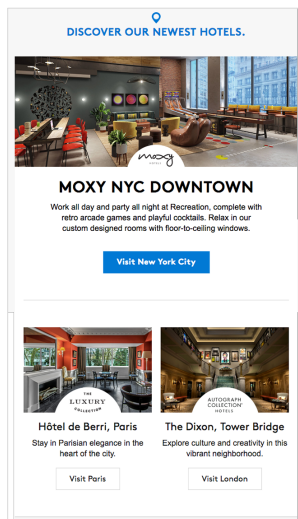 DISCOVER OUR NEWEST HOTELS.
moxy
HOTELS
MOXY NYC DOWNTOWN
Work all day and party all night at Recreation, complete with
retro arcade games and playful cocktails. Relax in our
custom designed rooms with floor-to-ceiling windows.
Visit New York City
THE
LUXURY
COLLECTION
Hôtel de Berri, Paris
Stay in Parisian elegance in the
heart of the city.
Visit Paris
AUTOGRAPH
COLLECTION®
HOTELS
The Dixon, Tower Bridge
Explore culture and creativity in this
vibrant neighborhood.
Visit London